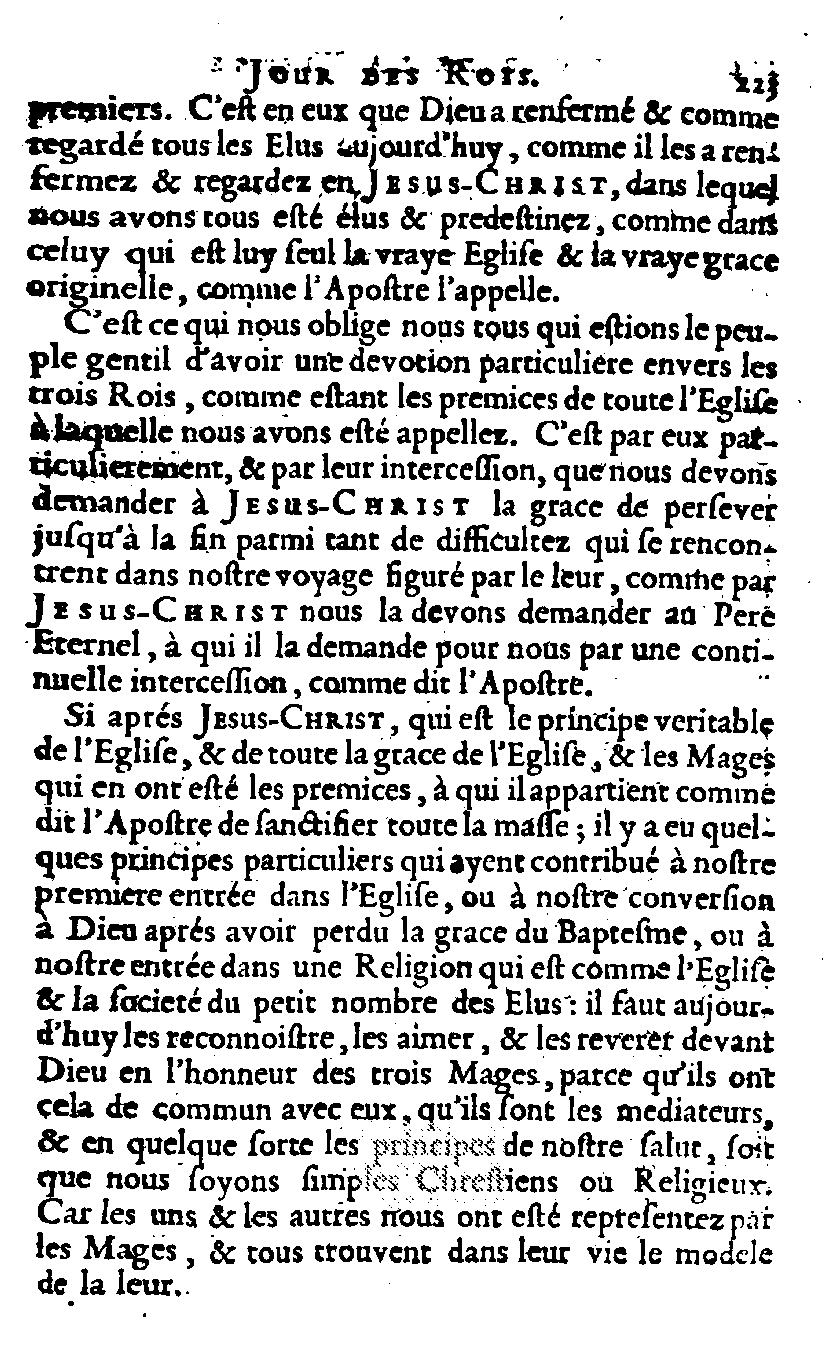 JOUR DES ROIS. 223
premiers. C'eſt en eux que Dieu a renfermé & comme
regardé tous les Elus aujourd'huy, comme il les a ren-
fermez & regardez en JESUS-CHRIST, dans lequel
nous avons tous eſté élus & predeſtinez, comme dans
celuy qui eſt luy ſeul la vraye Egliſe & la vraye grace
originelle, comme l'Apoſtre l'appelle.
C'eſt ce qui nous oblige nous tous qui eſtions le peu-
ple gentil d'avoir une devotion particuliere envers les
trois Rois, comme eſtant les premices de toute l'Egliſe
à laquelle nous avons eſté appellez. C'eſt par eux par-
ticulierement, & par leur interceſſion, que nous devons
demander à JESUS-CHRIST la grace de perſever
juſqu'à la fin parmi tant de difficultez qui ſe rencon-
trent dans noſtre voyage figuré par le leur, comme par
JESUS-CHRIST nous la devons demander au Pere
Eternel, à qui il la demande pour nous par une conti-
nuelle interceſſion, comme dit l'Apoſtre.
Si aprés JESUS-CHRIST, qui eſt le principe veritable
de l'Egliſe, & de toute la grace de l'Egliſe, & les Mages
qui en ont eſté les premices, à qui il appartient comme
dit l'Apoſtre de ſanctifier toute la maſſe; il y a eu quel-
ques principes particuliers qui ayent contribué à noſtre
premiere entrée dans l'Egliſe, ou à noſtre converſion
à Dieu aprés avoir perdu la grace du Bapteſme, ou à
noſtre entrée dans une Religion qui eſt comme l'Egliſe
& la ſocieté du petit nombre des Elus: il faut aujour-
d'huy les reconnoiſtre, les aimer, & les reverer devant
Dieu en l'honneur des trois Mages, parce qu'ils ont
cela de commun avec eux, qu'ils ſont les mediateurs,
& en quelque ſorte les principes de noſtre ſalut, ſoit
que nous ſoyons ſimples Chreſtiens ou Religieux.
Car les uns & les autres nous ont eſté repreſentez par
les Mages, & tous trouvent dans leur vie le modele
de la leur.